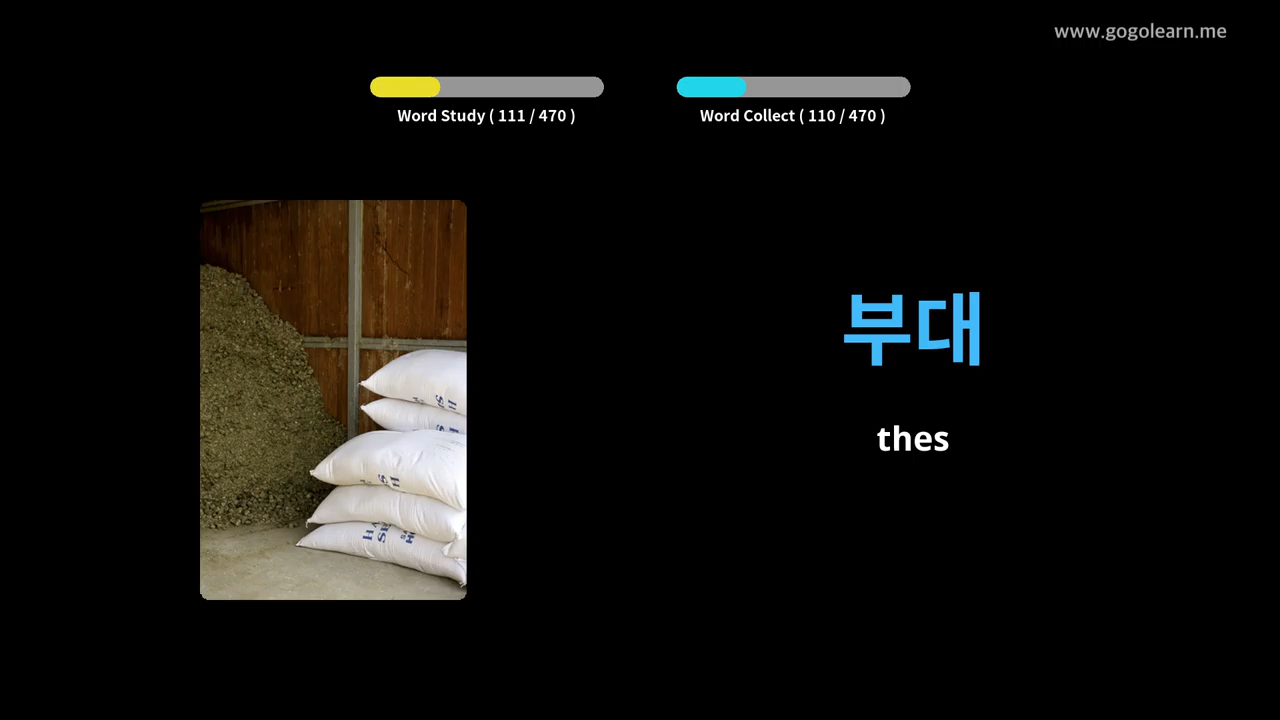 www.gogolearn.me
Word Study ( 111 / 470 )
Word Collect ( 110 / 470 )
부대
thes